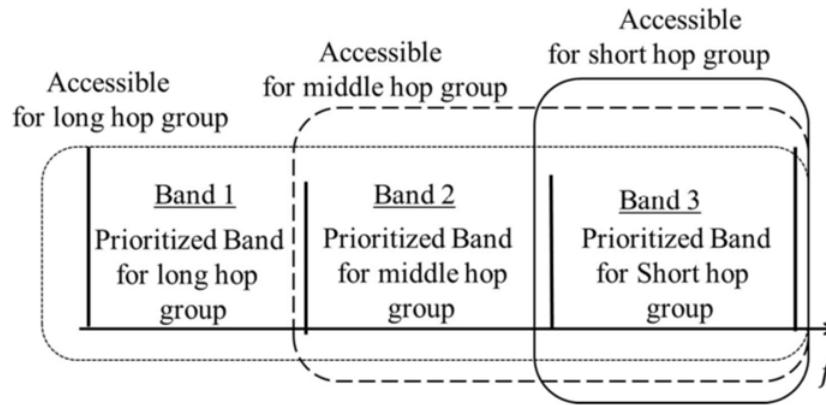 Accessible
for short hop group
Accessible
for middle hop group
Accessible
for long hop group
Band 1
Prioritized Band
for long hop
group
Band 2
Prioritized Band
for middle hop
group
Band 3
Prioritized Band
for Short hop
group
f